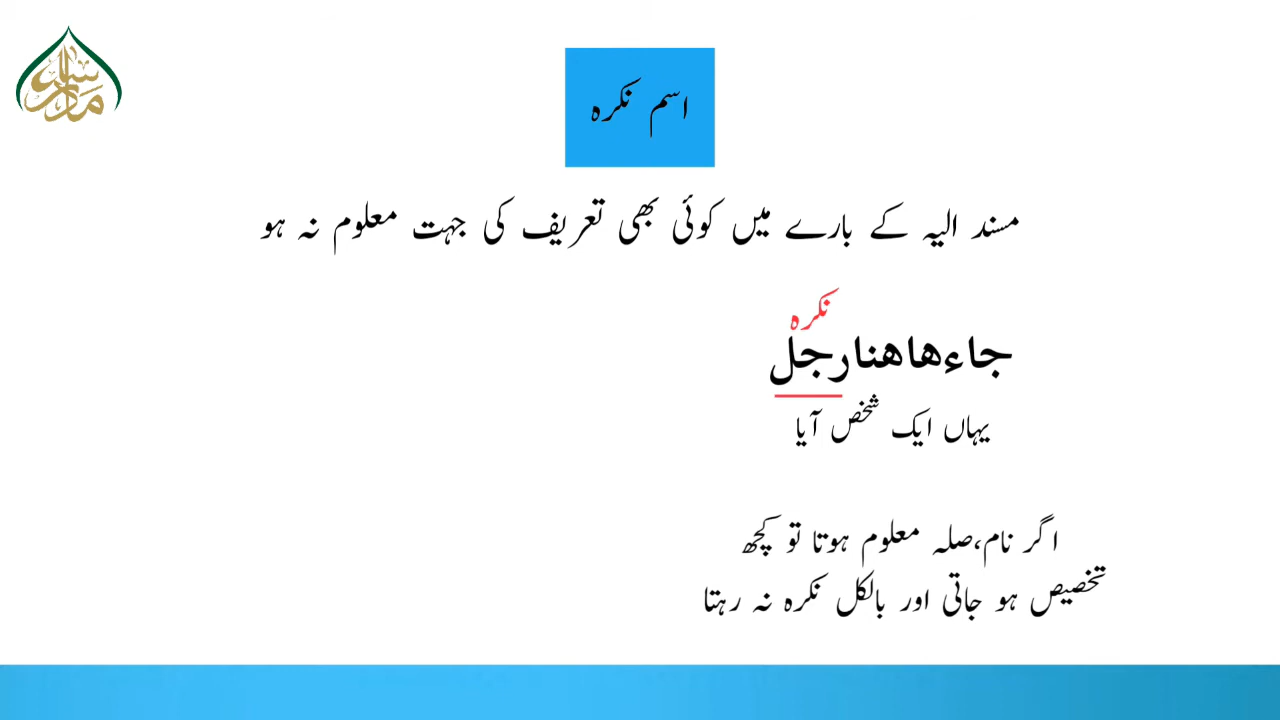 اسم نکرہ
مسند الیہ کے بارے میں کوئی بھی تعریف کی جہت معلوم نہ ہو
نکرہ
جاءهاهنارجل
یہاں ایک شخص آیا
اگر نام،صلہ معلوم ہوتا تو کچھ
تخصیص ہو جاتی اور بالکل نکرہ نہ رہتا